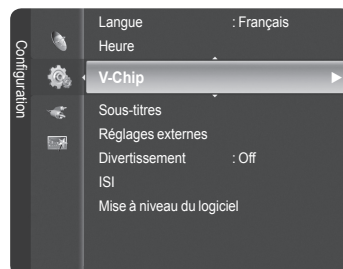 Configuration
Langue : Français
Heure
V-Chip
Sous-titres
Réglages externes
Divertissement : Off
ISI
Mise à niveau du logiciel